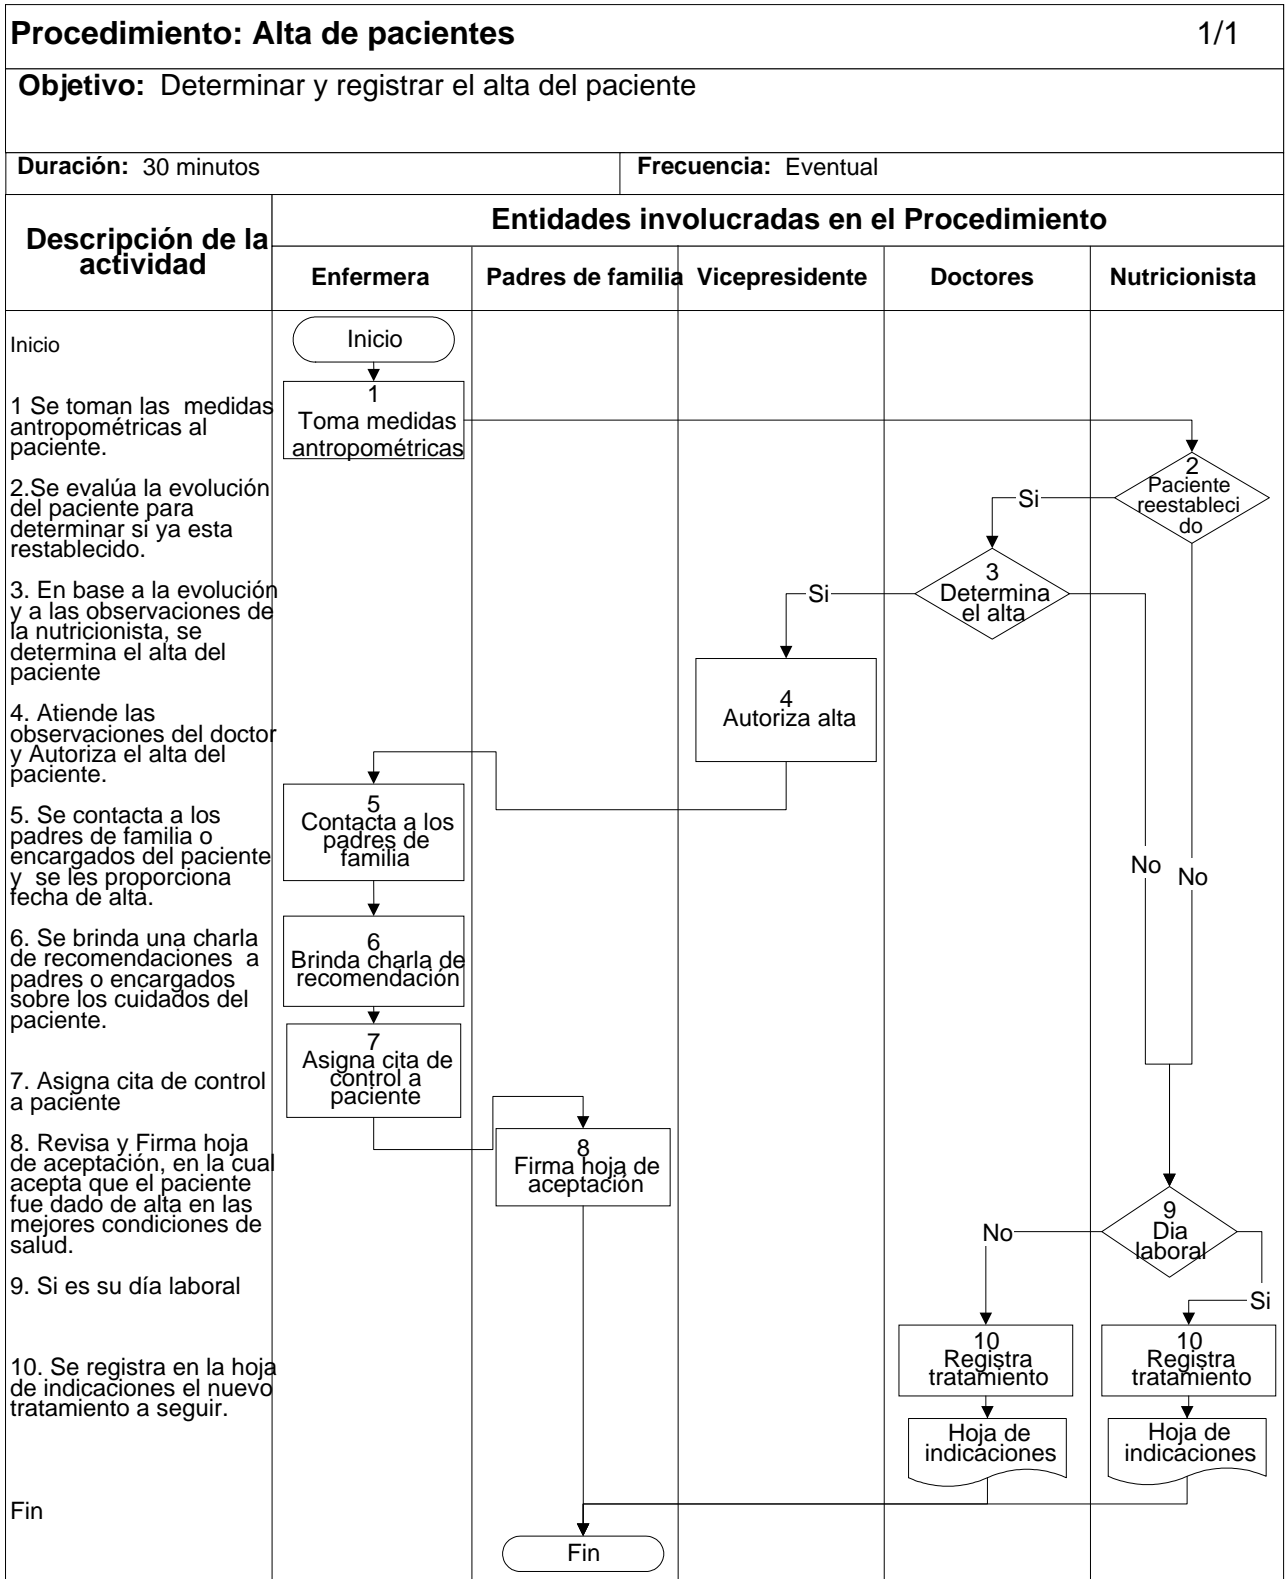 Procedimiento: Alta de pacientes 1/1
Objetivo: Determinar y registrar el alta del paciente
Duración: 30 minutos
Frecuencia: Eventual
Descripción de la
actividad
Entidades involucradas en el Procedimiento
Enfermera
Padres de familia
Vicepresidente
Doctores
Nutricionista
Inicio
1 Se toman las medidas
antropométricas al
paciente.
2.Se evalúa la evolución
del paciente para
determinar si ya esta
restablecido.
3. En base a la evolución
y a las observaciones de
la nutricionista, se
determina el alta del
paciente
4. Atiende las
observaciones del doctor
y Autoriza el alta del
paciente.
5. Se contacta a los
padres de familia o
encargados del paciente
y se les proporciona
fecha de alta.
6. Se brinda una charla
de recomendaciones a
padres o encargados
sobre los cuidados del
paciente.
7. Asigna cita de control
a paciente
8. Revisa y Firma hoja
de aceptación, en la cual
acepta que el paciente
fue dado de alta en las
mejores condiciones de
salud.
9. Si es su día laboral
10. Se registra en la hoja
de indicaciones el nuevo
tratamiento a seguir.
Fin
Inicio
1
Toma medidas
antropométricas
2
Paciente
reestableci
do
Si
3
Determina
el alta
Si
4
Autoriza alta
5
Contacta a los
padres de
familia
No
No
6
Brinda charla de
recomendación
7
Asigna cita de
control a
paciente
8
Firma hoja de
aceptación
9
Dia
laboral
No
Si
10
Registra
tratamiento
10
Registra
tratamiento
Hoja de
indicaciones
Hoja de
indicaciones
Fin